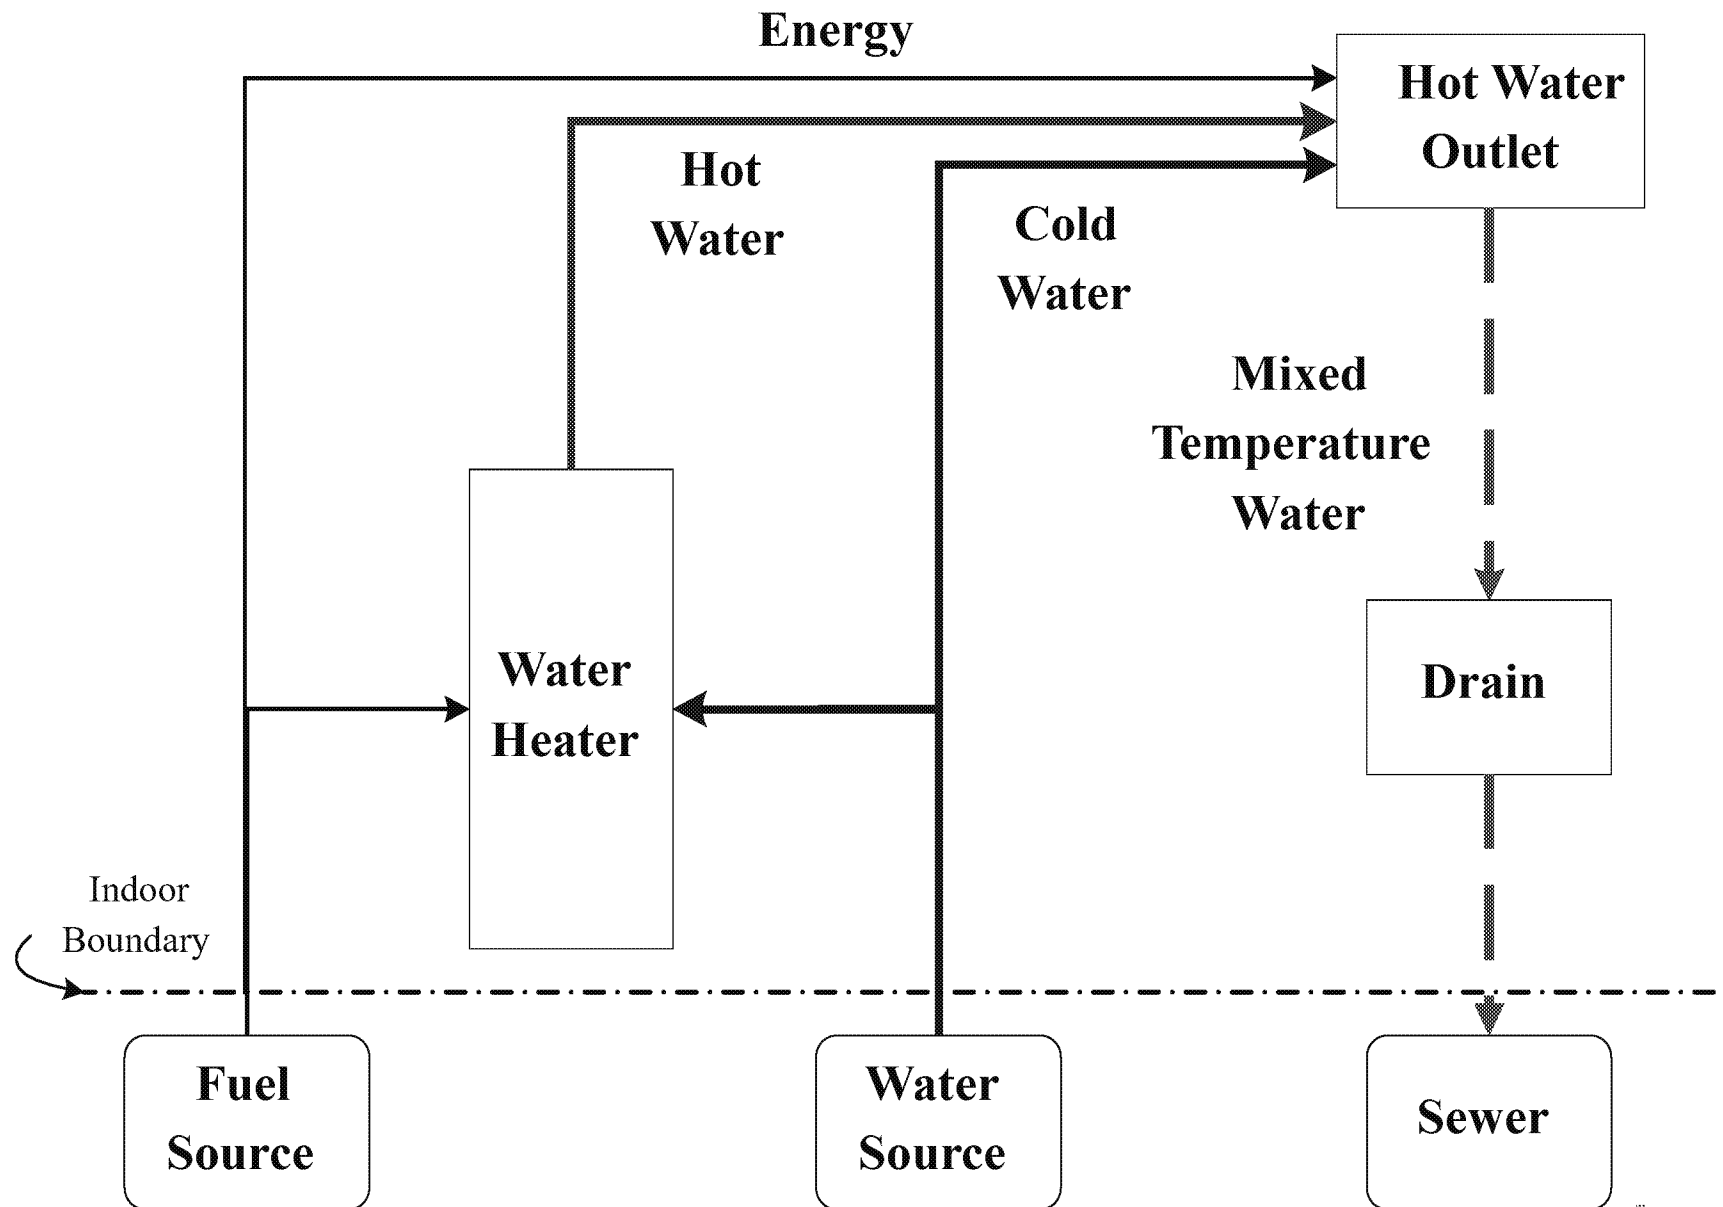 Energy
Hot Water
Outlet
Hot
Water
Cold
Water
Mixed
Temperature
Water
Water
Heater
Drain
Indoor
Boundary
Fuel
Source
Water
Source
Sewer